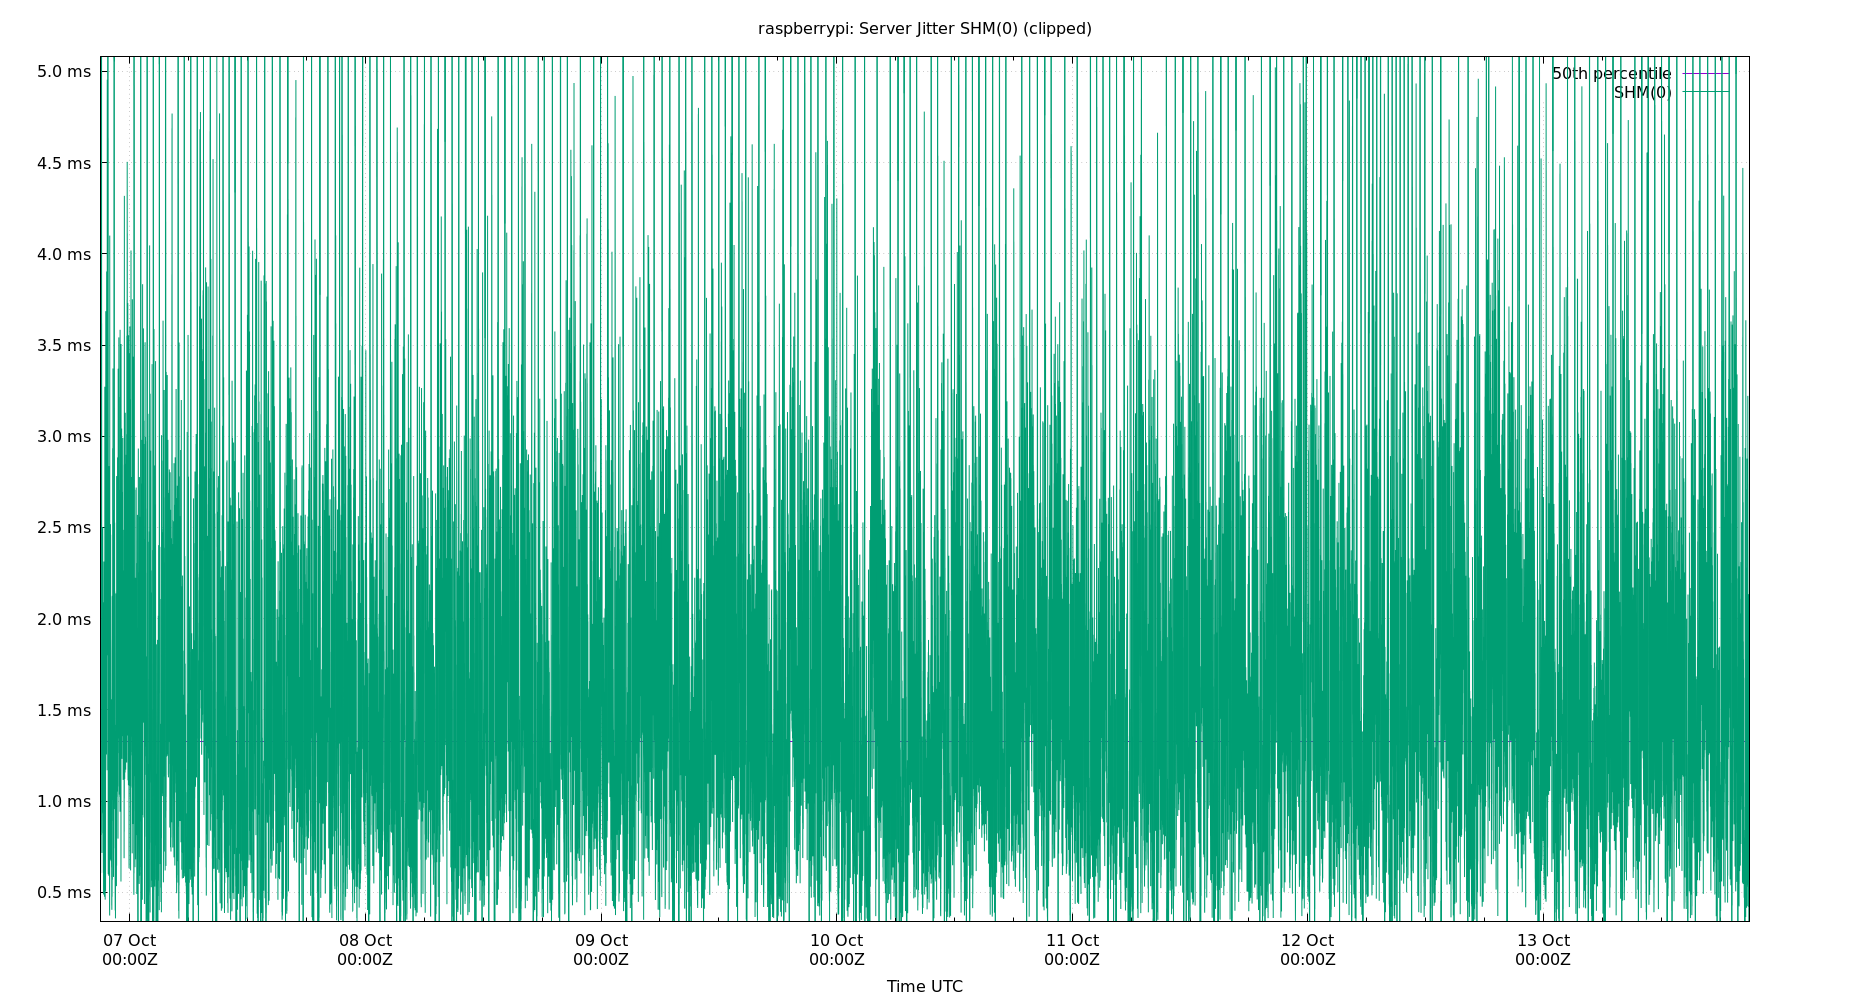 raspberrypi: Server Jitter SHM(0) (clipped)
5.0 ms
50th percentile
SHM(0)
4.5 ms
4.0 ms
3.5 ms
3.0 ms
2.5 ms
2.0 ms
1.5 ms
1.0 ms
0.5 ms
07 Oct 08 Oct 09 Oct 10 Oct 11 Oct 12 Oct 13 Oct
00:00Z 00:00Z 00:00Z 00:00Z 00:00Z 00:00Z 00:00Z
Time UTC